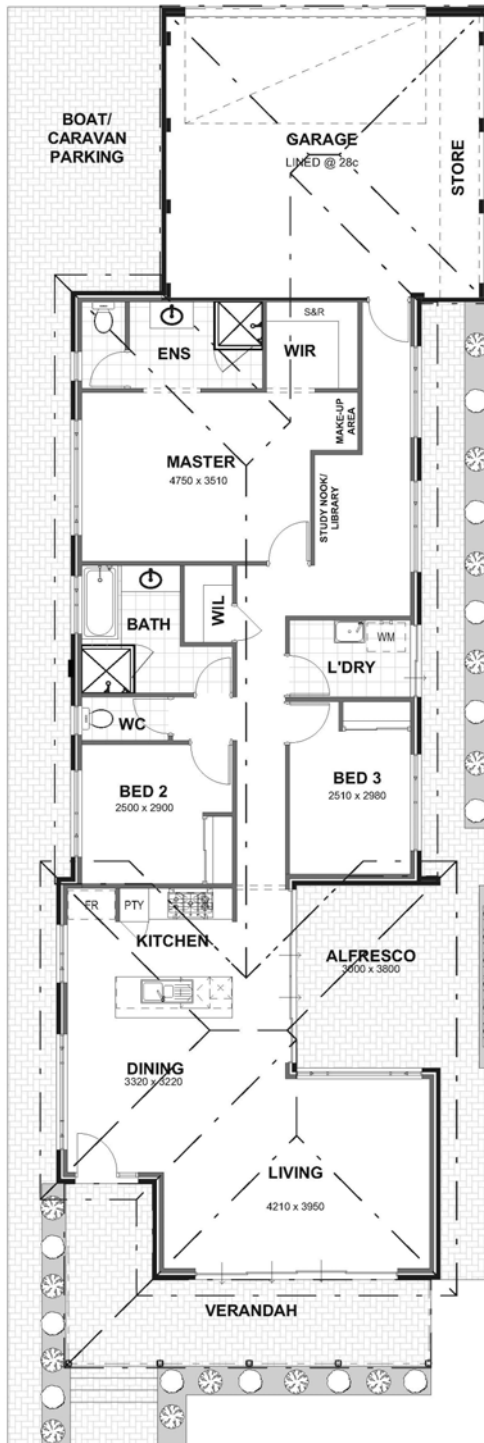 BOAT/
CARAVAN
PARKING
GARAGE
LINED @ 28c
STORE
S&R
ENS
WIR
MAKE-UP
AREA
MASTER
4750 x 3510
STUDY NOOK/
LIBRARY
BATH
WIL
WM
L'DRY
WC
BED 2
2500 x 2900
BED 3
2510 x 2980
FR
PTY
KITCHEN
ALFRESCO
3000 x 3800
DINING
3320 x 3220
LIVING
4210 x 3950
VERANDAH